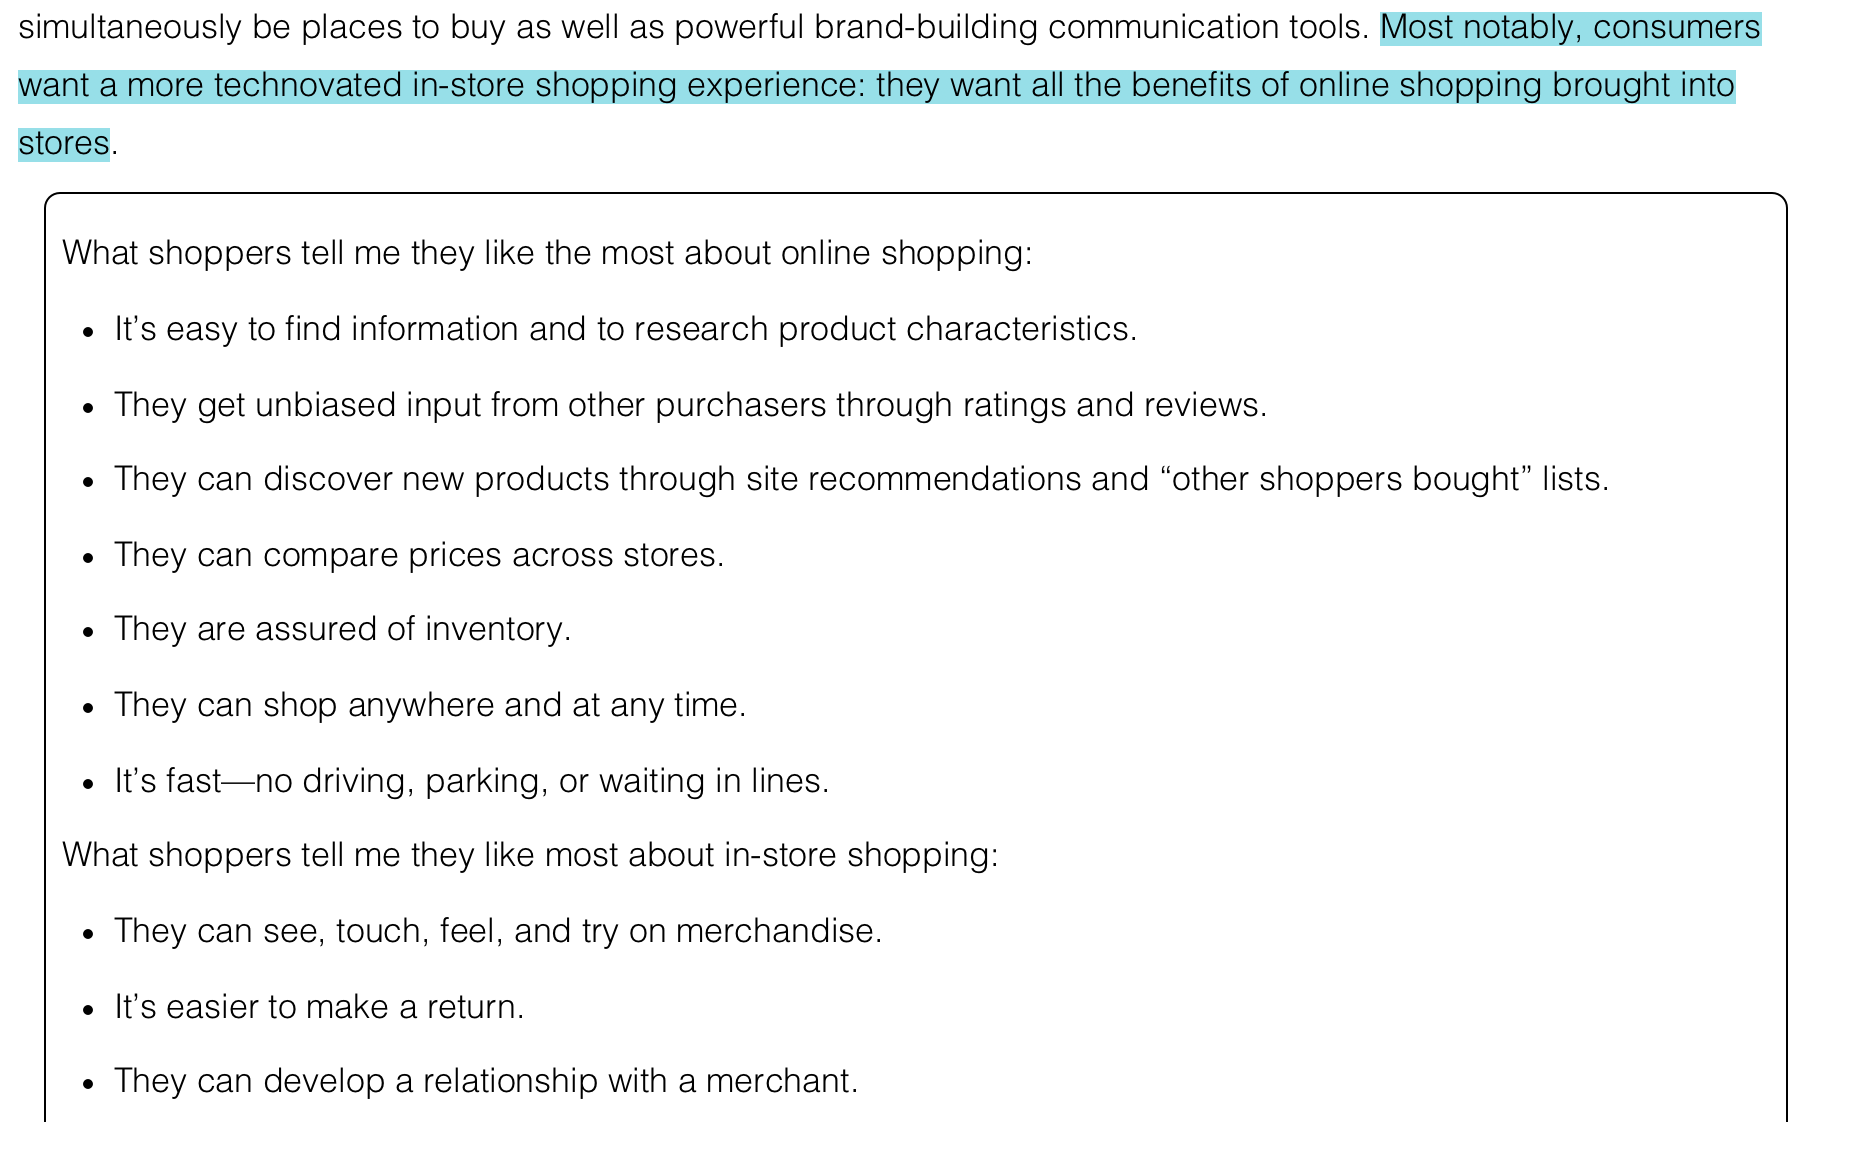 simultaneously be places to buy as well as powerful brand-building communication tools. Most notably, consumers
want a more technovated in-store shopping experience: they want all the benefits of online shopping brought into
stores.
What shoppers tell me they like the most about online shopping:
• It’s easy to find information and to research product characteristics.
• They get unbiased input from other purchasers through ratings and reviews.
• They can discover new products through site recommendations and “other shoppers bought” lists.
• They can compare prices across stores.
• They are assured of inventory.
• They can shop anywhere and at any time.
• It’s fast—no driving, parking, or waiting in lines.
What shoppers tell me they like most about in-store shopping:
• They can see, touch, feel, and try on merchandise.
• It’s easier to make a return.
• They can develop a relationship with a merchant.